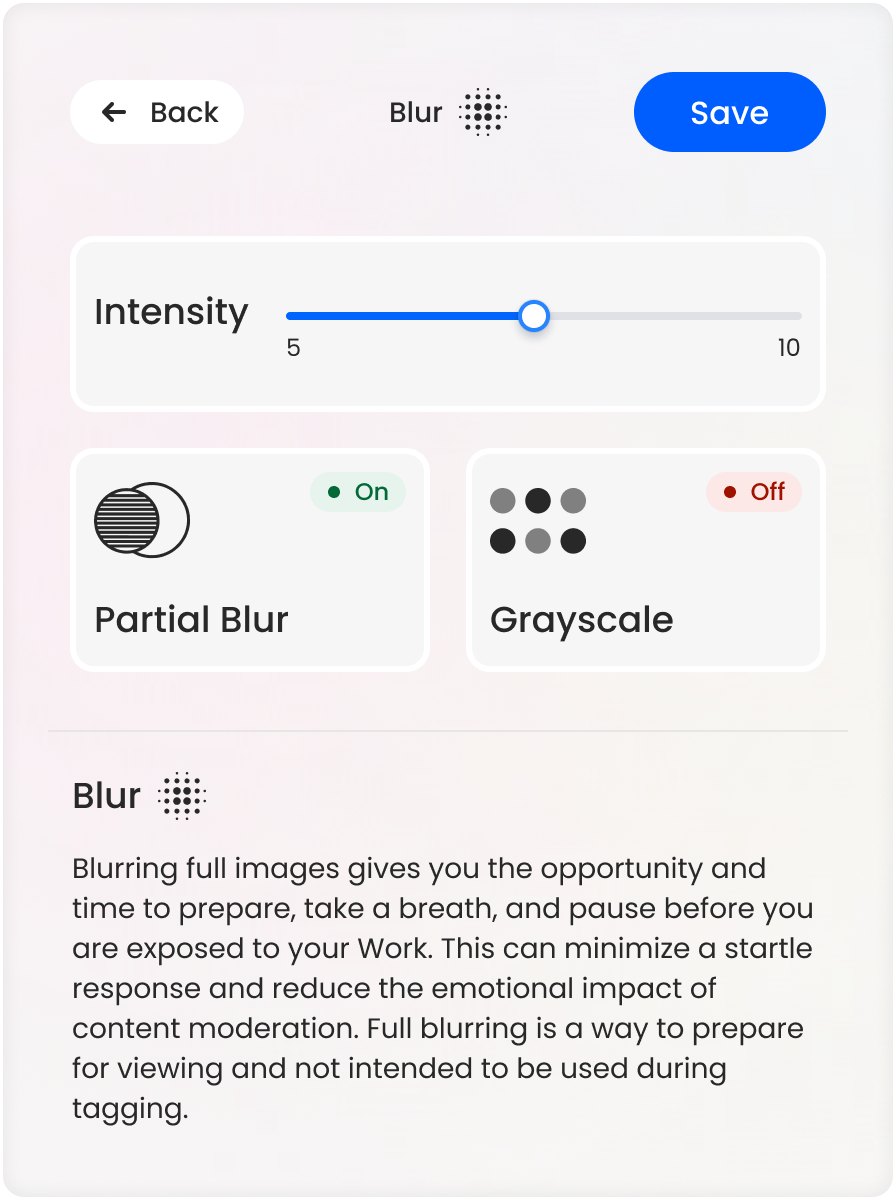 Back
Blur
Save
Intensity
5
10
On
Partial Blur
Off
Grayscale
Blur
Blurring full images gives you the opportunity and
time to prepare, take a breath, and pause before you
are exposed to your Work. This can minimize a startle
response and reduce the emotional impact of
content moderation. Full blurring is a way to prepare
for viewing and not intended to be used during
tagging.